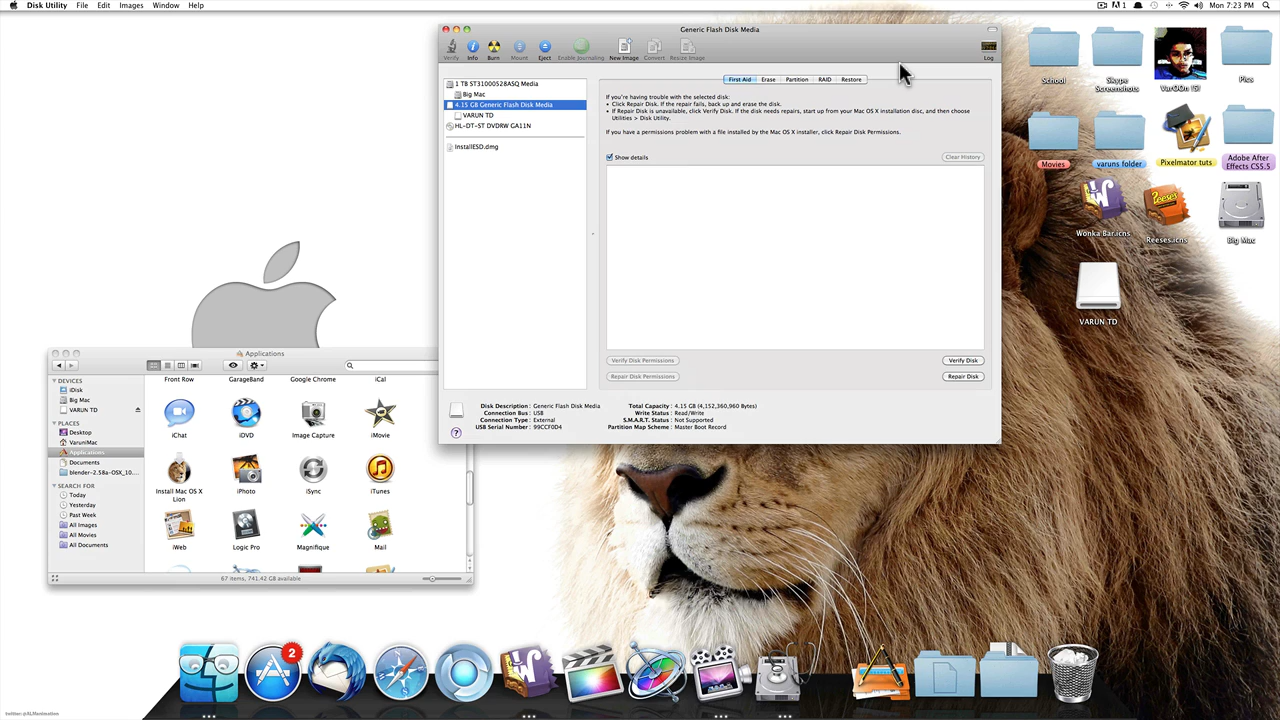 Disk Utility File Edit Images Window Help
1 Mon 7:23 PM
Generic Flash Disk Media
Verify Info Burn Mount Eject Enable Journaling New Image Convert Resize Image Log
1 TB ST31000528ASQ Media
Big Mac
4.15 GB Generic Flash Disk Media
VARUN TD
HL-DT-ST DVDRW GA11N
InstallESD.dmg
First Aid Erase Partition RAID Restore
If you're having trouble with the selected disk:
• Click Repair Disk. If the repair fails, back up and erase the disk.
• If Repair Disk is unavailable, click Verify Disk. If the disk needs repairs, start up from your Mac OS X installation disc, and then choose
Utilities > Disk Utility.
If you have a permissions problem with a file installed by the Mac OS X installer, click Repair Disk Permissions.
Show details
Clear History
Verify Disk Permissions
Verify Disk
Repair Disk Permissions
Repair Disk
Disk Description : Generic Flash Disk Media
Connection Bus : USB
Connection Type : External
USB Serial Number : 99CCF0D4
Total Capacity : 4.15 GB (4,152,360,960 Bytes)
Write Status : Read/Write
S.M.A.R.T. Status : Not Supported
Partition Map Scheme : Master Boot Record
?
School
Skype
Screenshots
VarOOn !5!
Pics
Movies
varuns folder
Pixelmator tuts
Adobe After
Effects CS5.5
Wonka Bar.icns
Reeses.icns
Big Mac
VARUN TD
Applications
DEVICES
iDisk
Big Mac
VARUN TD
PLACES
Desktop
VaruniMac
Applications
Documents
blender-2.58a-OSX_10....
SEARCH FOR
Today
Yesterday
Past Week
All Images
All Movies
All Documents
Front Row GarageBand Google Chrome iCal
iChat iDVD Image Capture iMovie
Install Mac OS X
Lion
iPhoto iSync iTunes
iWeb Logic Pro Magnifique Mail
67 items, 741.42 GB available
2
twitter:@XLMxnimation